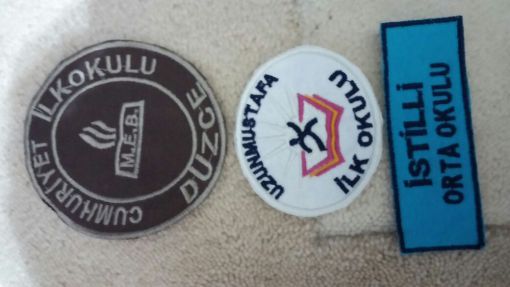 CUMHURİYET İLKOKULU
DÜZCE
M.E.B.
UZUNMUSTAFA
İLK OKULU
İSTİLLİ
ORTA OKULU